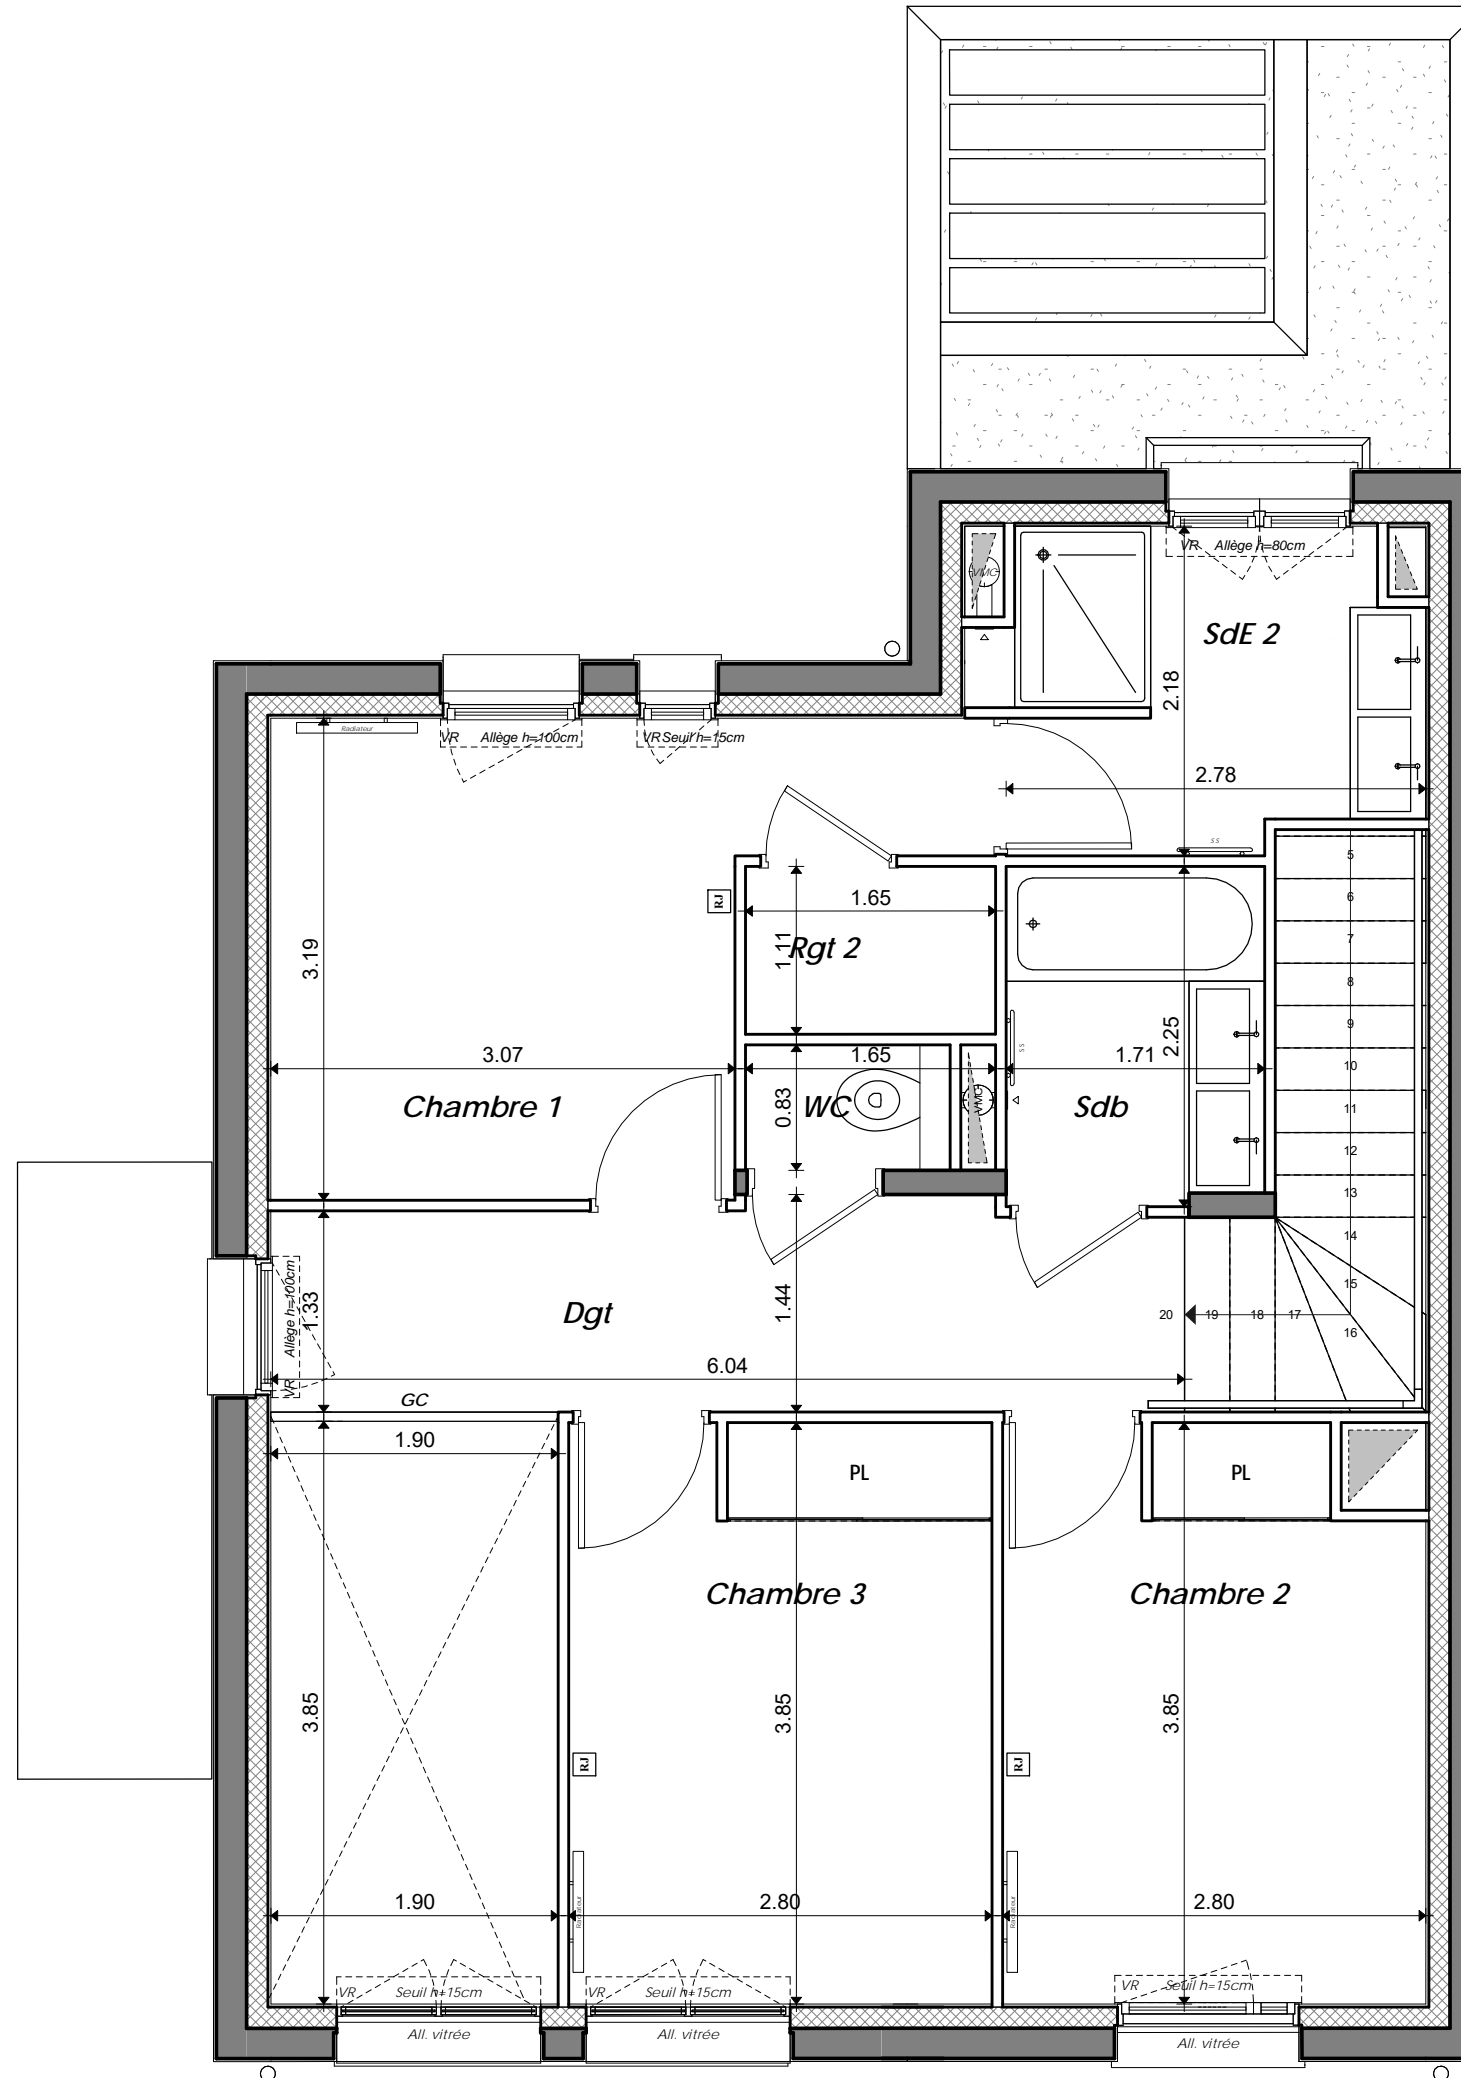 VMC
VR Allège h=80cm
SdE 2
2.18
Radiateur
VR Allège h=100cm
VR Seuil h=15cm
2.78
SS
5
6
7
8
9
10
11
12
13
14
15
16
17
18
19
20
RJ
1.65
1.11
Rgt 2
3.19
3.07
1.65
2.25
1.71
SS
Chambre 1
0.83
WC
VMC
Sdb
Allège h=100cm
VR
1.33
Dgt
1.44
6.04
GC
1.90
PL
PL
Chambre 3
Chambre 2
3.85
3.85
3.85
RJ
RJ
Radiateur
Radiateur
1.90
2.80
2.80
VR Seuil h=15cm
VR Seuil h=15cm
VR Seuil h=15cm
All. vitrée
All. vitrée
All. vitrée